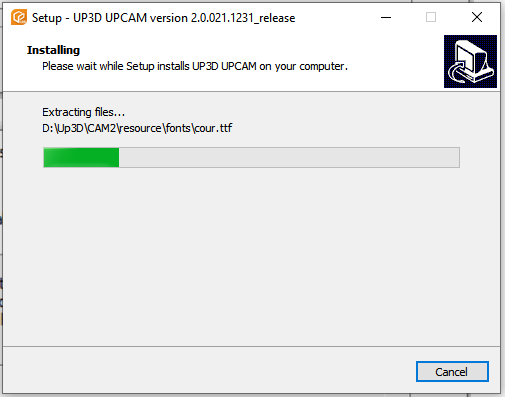 Setup - UP3D UPCAM version 2.0.021.1231_release
Installing
Please wait while Setup installs UP3D UPCAM on your computer.
Extracting files...
D:\Up3D\CAM2\resource\fonts\cour.ttf
Cancel